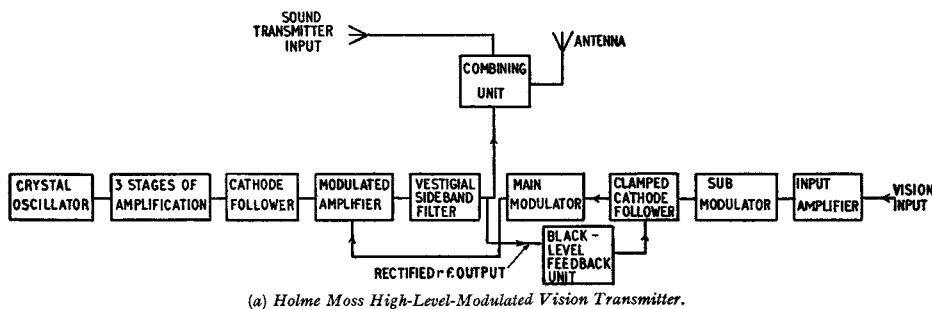 SOUND
TRANSMITTER
INPUT
ANTENNA
COMBINING
UNIT
CRYSTAL
OSCILLATOR
3 STAGES OF
AMPLIFICATION
CATHODE
FOLLOWER
MODULATED
AMPLIFIER
VESTIGIAL
SIDEBAND
FILTER
MAIN
MODULATOR
CLAMPED
CATHODE
FOLLOWER
SUB
MODULATOR
INPUT
AMPLIFIER
VISION
INPUT
BLACK-
LEVEL
FEEDBACK
UNIT
RECTIFIED r.f. OUTPUT
(a) Holme Moss High-Level-Modulated Vision Transmitter.